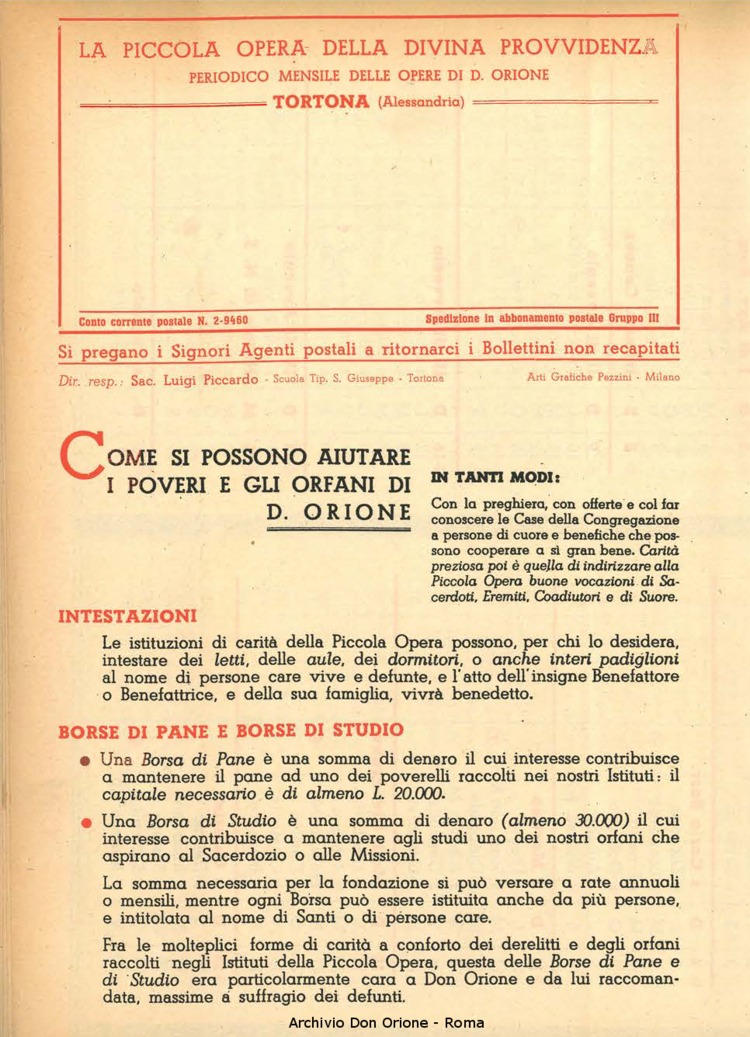 LA PICCOLA OPERA DELLA DIVINA PROVVIDENZA
PERIODICO MENSILE DELLE OPERE DI D. ORIONE
TORTONA (Alessandria)
Conto corrente postale N. 2-9460
Spedizione in abbonamento postale Gruppo III
Si pregano i Signori Agenti postali a ritornarci i Bollettini non recapitati
Dir. resp.: Sac. Luigi Piccardo - Scuola Tip. S. Giuseppe - Tortona
Arti Grafiche Pezzini - Milano
COME SI POSSONO AIUTARE
I POVERI E GLI ORFANI DI
D. ORIONE
IN TANTI MODI:
Con la preghiera, con offerte e col far
conoscere le Case della Congregazione
a persone di cuore e benefiche che pos-
sono cooperare a sì gran bene. Carità
preziosa poi è quella di indirizzare alla
Piccola Opera buone vocazioni di Sa-
cerdoti, Eremiti, Coadiutori e di Suore.
INTESTAZIONI
Le istituzioni di carità della Piccola Opera possono, per chi lo desidera,
intestare dei letti, delle aule, dei dormitori, o anche interi padiglioni
al nome di persone care vive e defunte, e l'atto dell'insigne Benefattore
o Benefattrice, e della sua famiglia, vivrà benedetto.
BORSE DI PANE E BORSE DI STUDIO
● Una Borsa di Pane è una somma di denaro il cui interesse contribuisce
a mantenere il pane ad uno dei poverelli raccolti nei nostri Istituti: il
capitale necessario è di almeno L. 20.000.
● Una Borsa di Studio è una somma di denaro (almeno 30.000) il cui
interesse contribuisce a mantenere agli studi uno dei nostri orfani che
aspirano al Sacerdozio o alle Missioni.
La somma necessaria per la fondazione si può versare a rate annuali
o mensili, mentre ogni Borsa può essere istituita anche da più persone,
e intitolata al nome di Santi o di persone care.
Fra le molteplici forme di carità a conforto dei derelitti e degli orfani
raccolti negli Istituti della Piccola Opera, questa delle Borse di Pane e
di Studio era particolarmente cara a Don Orione e da lui raccoman-
data, massime a suffragio dei defunti.
Archivio Don Orione - Roma